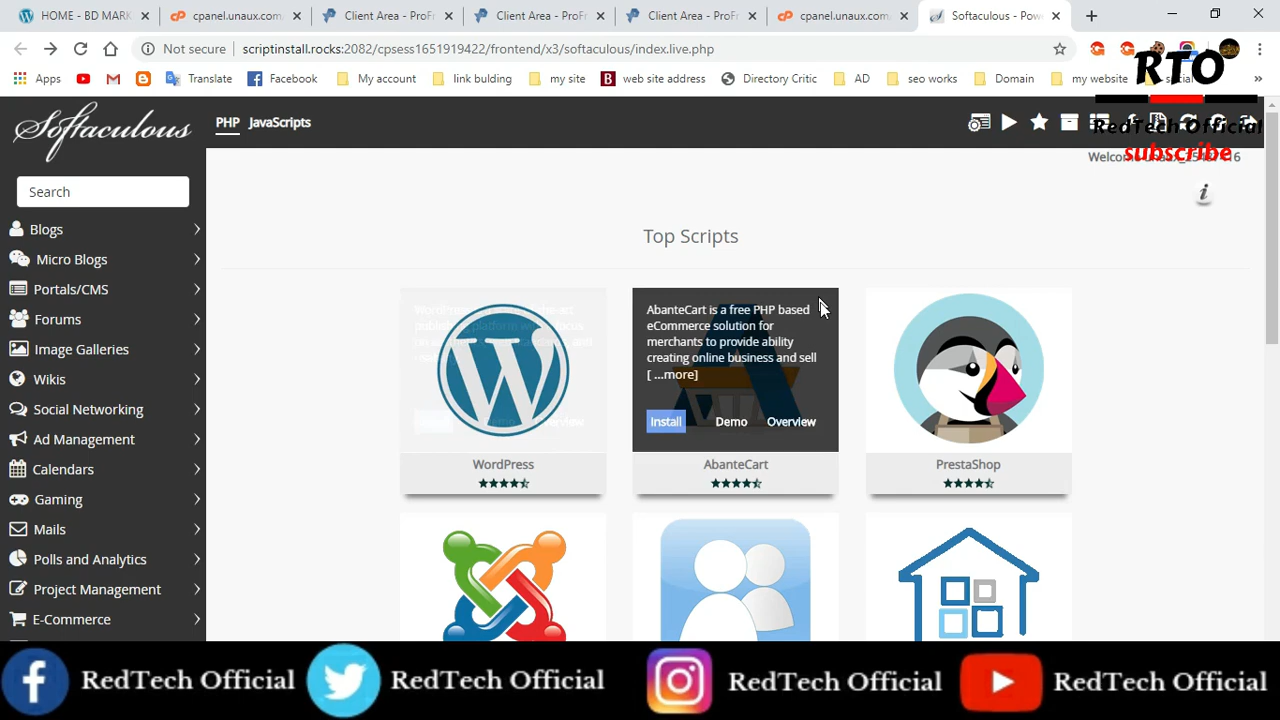 HOME - BD MARK
cpanel.unaux.com
Client Area - ProFr
Client Area - ProFr
Client Area - ProFr
cpanel.unaux.com
Softaculous - Pow
Not secure
scriptinstall.rocks:2082/cpsess1651919422/frontend/x3/softaculous/index.live.php
Apps
Translate
Facebook
My account
link bulding
my site
web site address
Directory Critic
AD
seo works
Domain
my website
RTO
RedTech Official
subscribe
Softaculous
PHP
JavaScripts
Welcome
Search
Blogs
Micro Blogs
Portals/CMS
Forums
Image Galleries
Wikis
Social Networking
Ad Management
Calendars
Gaming
Mails
Polls and Analytics
Project Management
E-Commerce
Top Scripts
AbanteCart is a free PHP based
eCommerce solution for
merchants to provide ability
creating online business and sell
[ ...more]
Install Demo Overview
WordPress
AbanteCart
PrestaShop
RedTech Official
RedTech Official
RedTech Official
RedTech Official